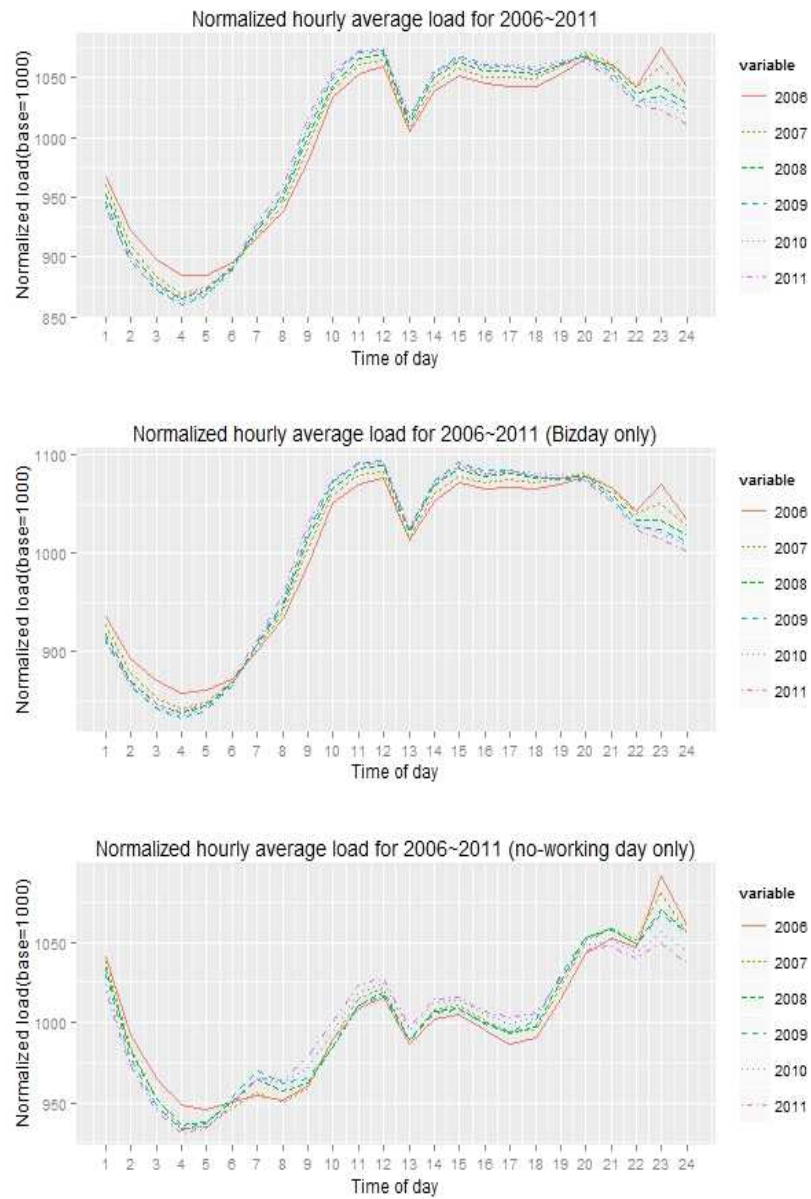 Normalized hourly average load for 2006~2011
Normalized load(base=1000)
1050
1000
950
900
850
1 2 3 4 5 6 7 8 9 10 11 12 13 14 15 16 17 18 19 20 21 22 23 24
Time of day
variable
2006
2007
2008
2009
2010
2011
Normalized hourly average load for 2006~2011 (Bizday only)
Normalized load(base=1000)
1100
1000
900
1 2 3 4 5 6 7 8 9 10 11 12 13 14 15 16 17 18 19 20 21 22 23 24
Time of day
variable
2006
2007
2008
2009
2010
2011
Normalized hourly average load for 2006~2011 (no-working day only)
Normalized load(base=1000)
1050
1000
950
1 2 3 4 5 6 7 8 9 10 11 12 13 14 15 16 17 18 19 20 21 22 23 24
Time of day
variable
2006
2007
2008
2009
2010
2011